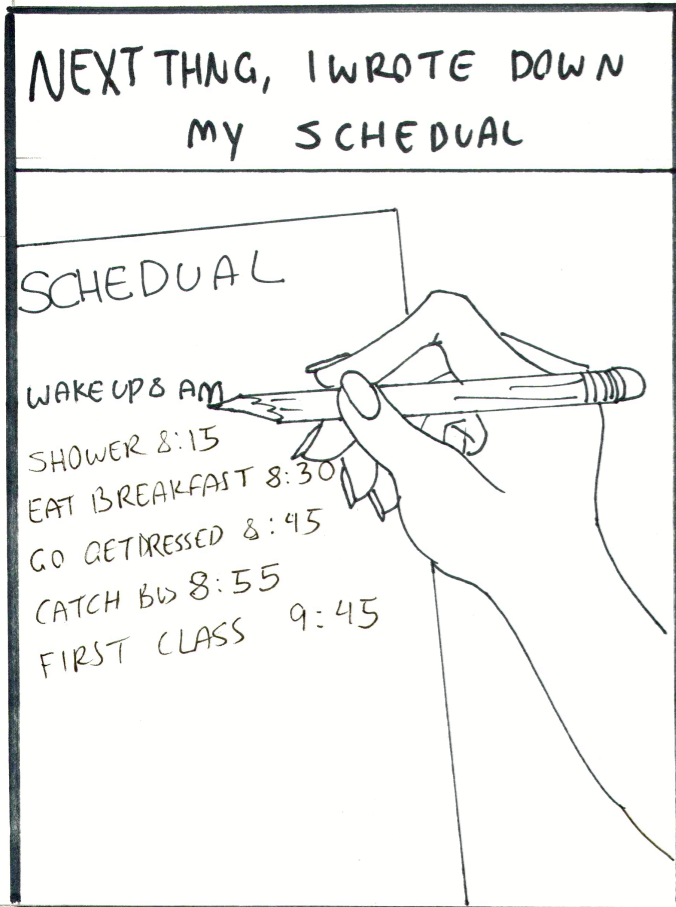 NEXT THNG, I WROTE DOWN
MY SCHEDUAL
SCHEDUAL
WAKE UP 8 AM
SHOWER 8:15
EAT BREAKFAST 8:30
GO GET DRESSED 8:45
CATCH BUS 8:55
FIRST CLASS 9:45